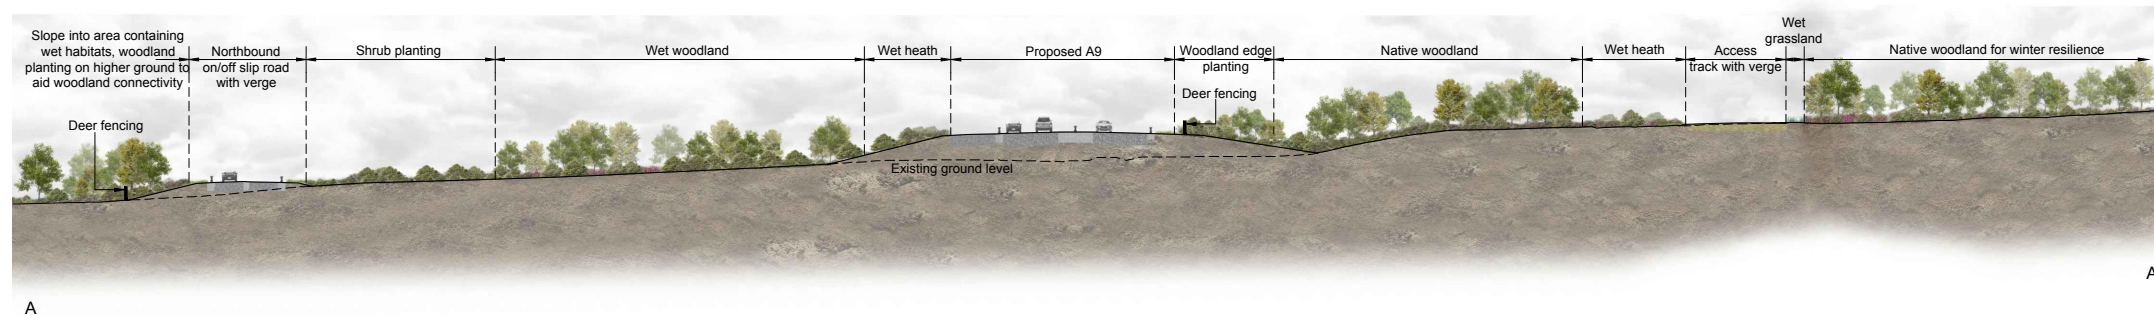 Slope into area containing
wet habitats, woodland
planting on higher ground to
aid woodland connectivity
Northbound
on/off slip road
with verge
Shrub planting
Wet woodland
Wet heath
Proposed A9
Woodland edge
planting
Native woodland
Wet heath
Access
track with verge
Wet
grassland
Native woodland for winter resilience
Deer fencing
Deer fencing
Existing ground level
A
A